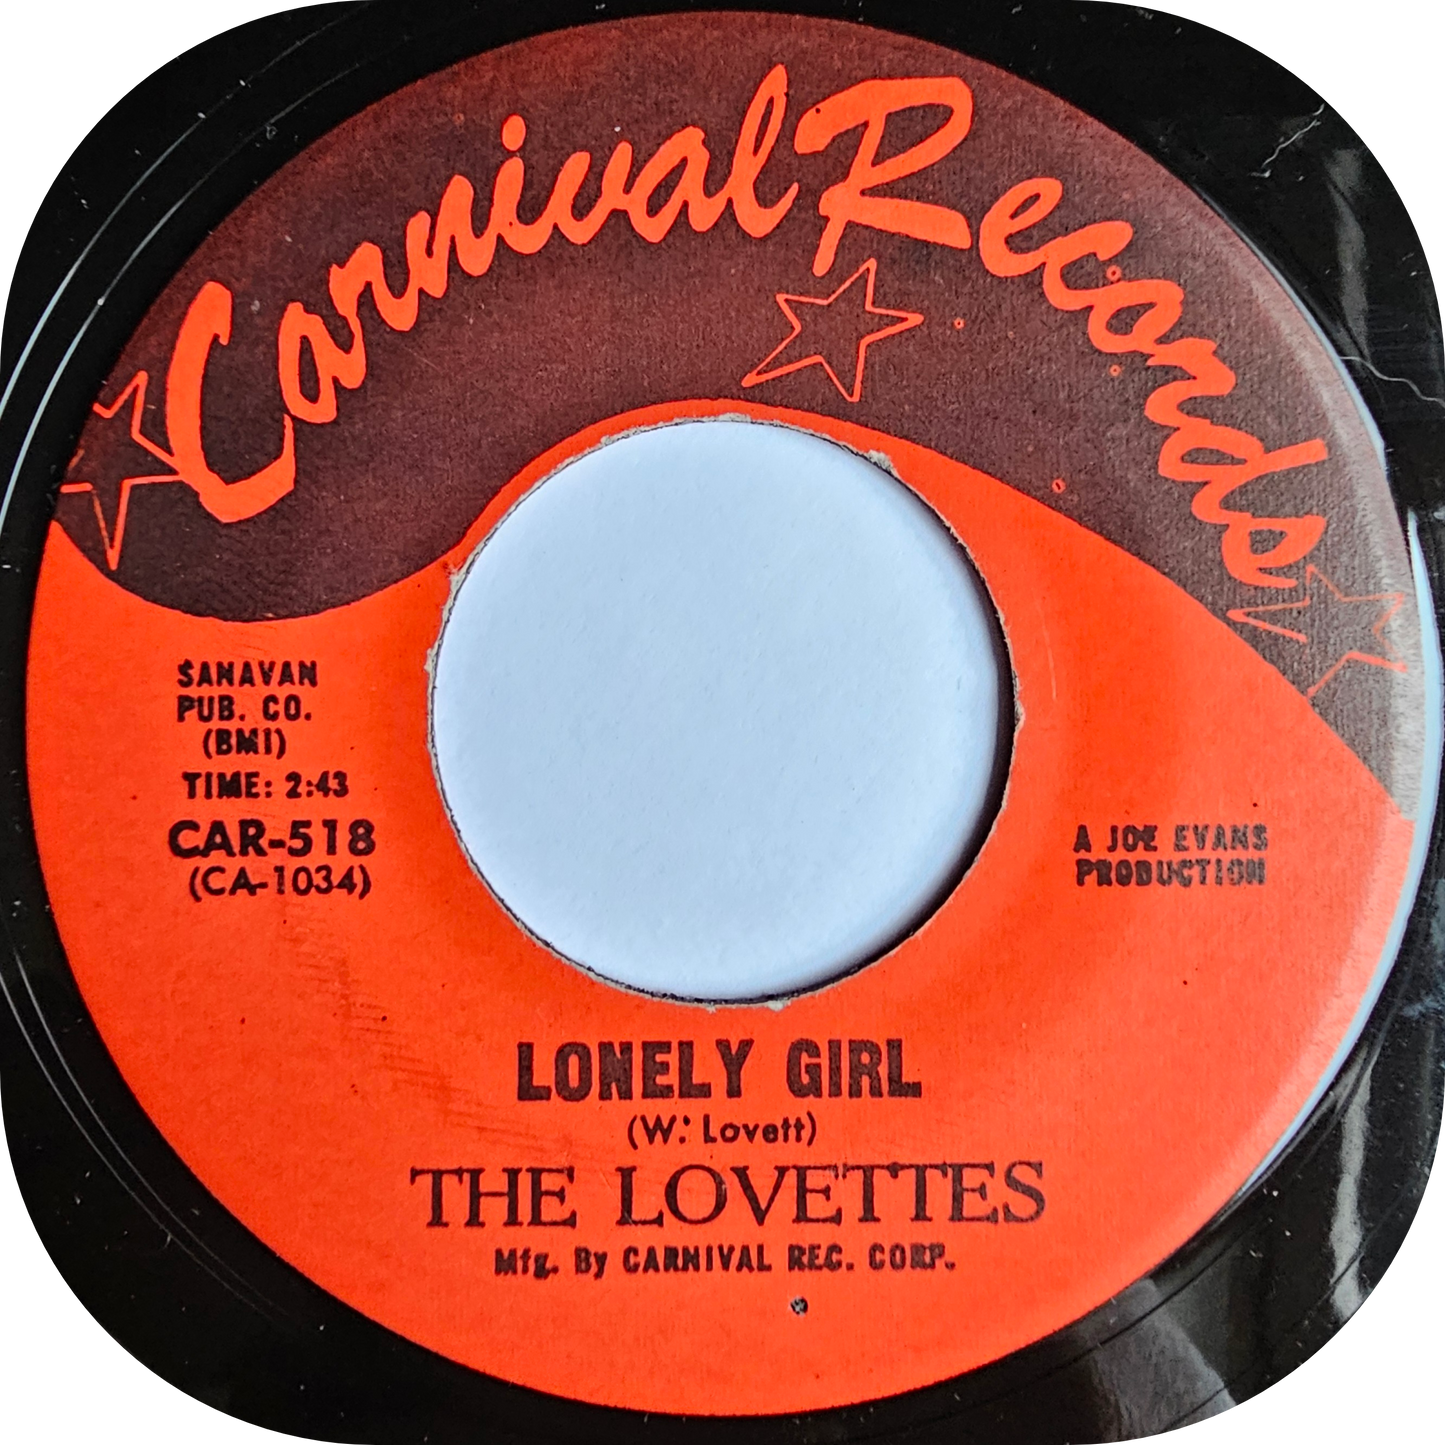 Carnival Records
SANAVAN
PUB. CO.
(BMI)
TIME: 2:43
CAR-518
(CA-1034)
A JOE EVANS
PRODUCTION
LONELY GIRL
(W. Lovett)
THE LOVETTES
Mfg. By CARNIVAL REC. CORP.